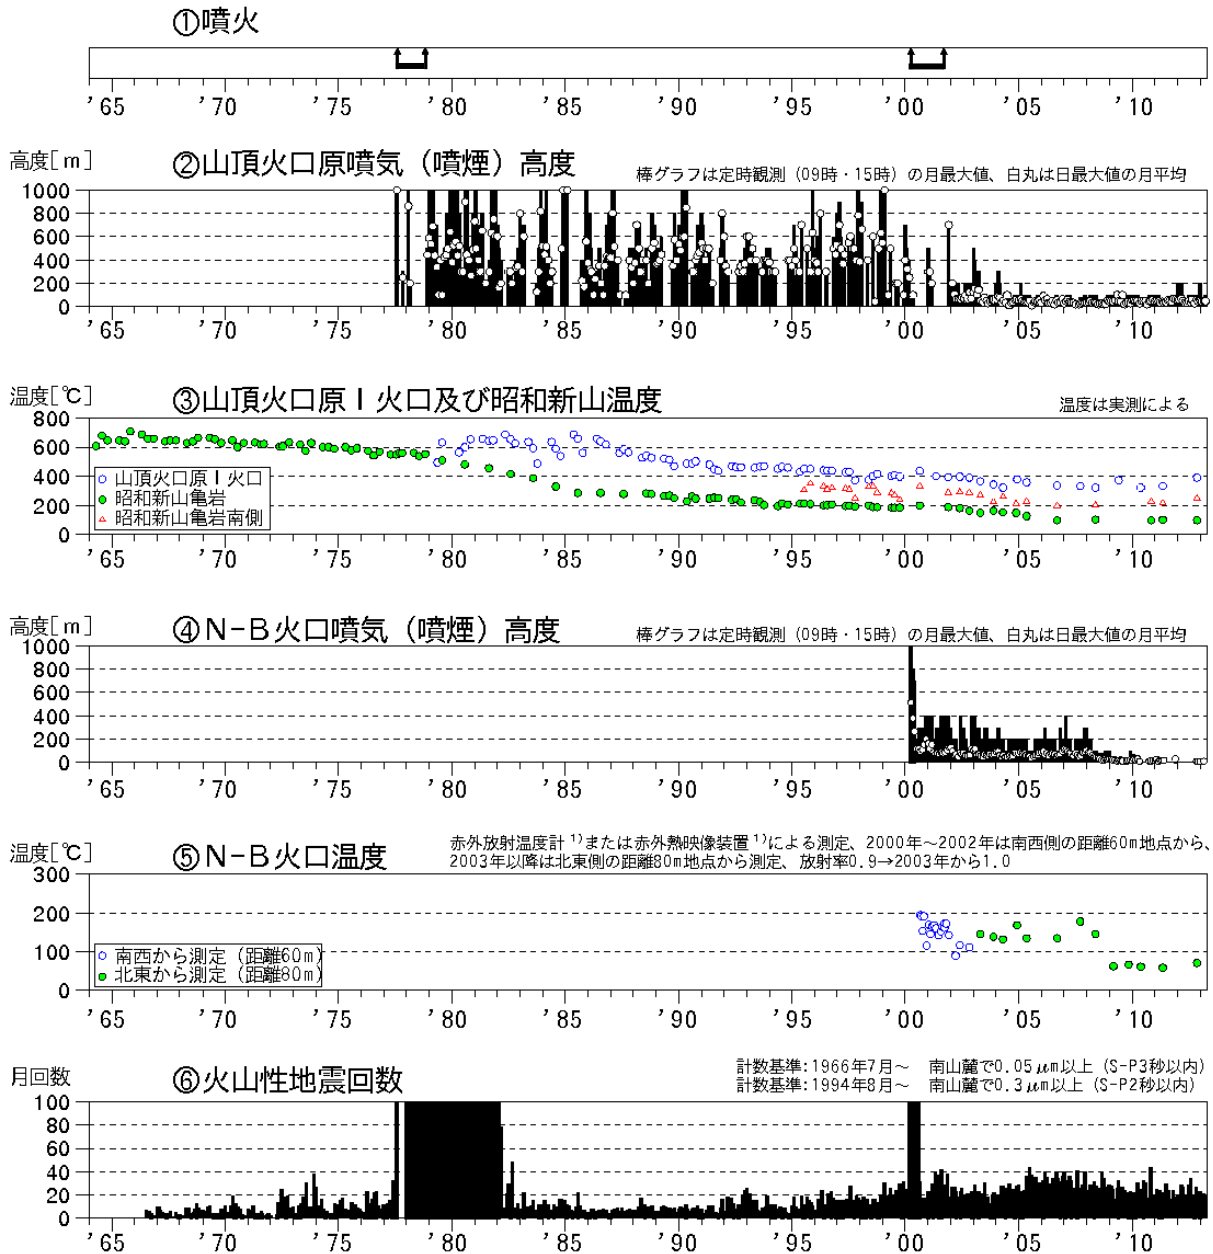 ①噴火
'65 '70 '75 '80 '85 '90 '95 '00 '05 '10
高度[m] ②山頂火口原噴気（噴煙）高度 棒グラフは定時観測（09時・15時）の月最大値、白丸は日最大値の月平均
1000
800
600
400
200
0
'65 '70 '75 '80 '85 '90 '95 '00 '05 '10
温度[℃] ③山頂火口原Ⅰ火口及び昭和新山温度 温度は実測による
800
600
400
200
0
山頂火口原Ⅰ火口
昭和新山亀岩
昭和新山亀岩南側
'65 '70 '75 '80 '85 '90 '95 '00 '05 '10
高度[m] ④N-B火口噴気（噴煙）高度 棒グラフは定時観測（09時・15時）の月最大値、白丸は日最大値の月平均
1000
800
600
400
200
0
'65 '70 '75 '80 '85 '90 '95 '00 '05 '10
温度[℃] ⑤N-B火口温度
赤外放射温度計1)または赤外熱映像装置1)による測定、2000年～2002年は南西側の距離60m地点から、
2003年以降は北東側の距離80m地点から測定、放射率0.9→2003年から1.0
300
200
100
0
南西から測定（距離60m）
北東から測定（距離80m）
'65 '70 '75 '80 '85 '90 '95 '00 '05 '10
月回数 ⑥火山性地震回数
計数基準:1966年7月～ 南山麓で0.05μm以上（S-P3秒以内）
計数基準:1994年8月～ 南山麓で0.3μm以上（S-P2秒以内）
100
80
60
40
20
0
'65 '70 '75 '80 '85 '90 '95 '00 '05 '10